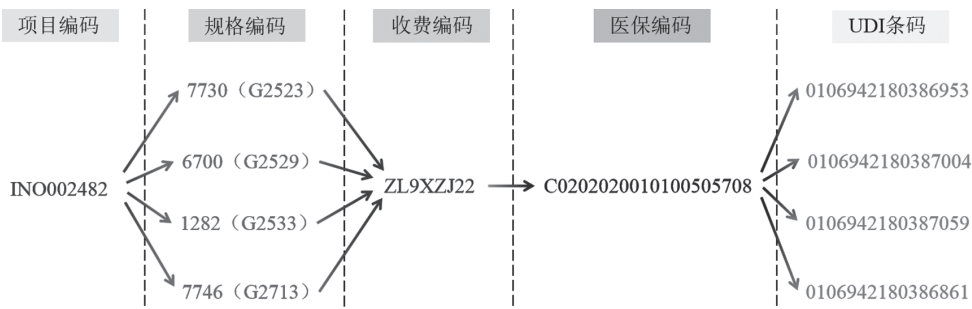 项目编码 规格编码 收费编码 医保编码 UDI条码
7730（G2523） 0106942180386953
6700（G2529） 0106942180387004
INO002482 ZL9XZJ22 C0202020010100505708
1282（G2533） 0106942180387059
7746（G2713） 0106942180386861